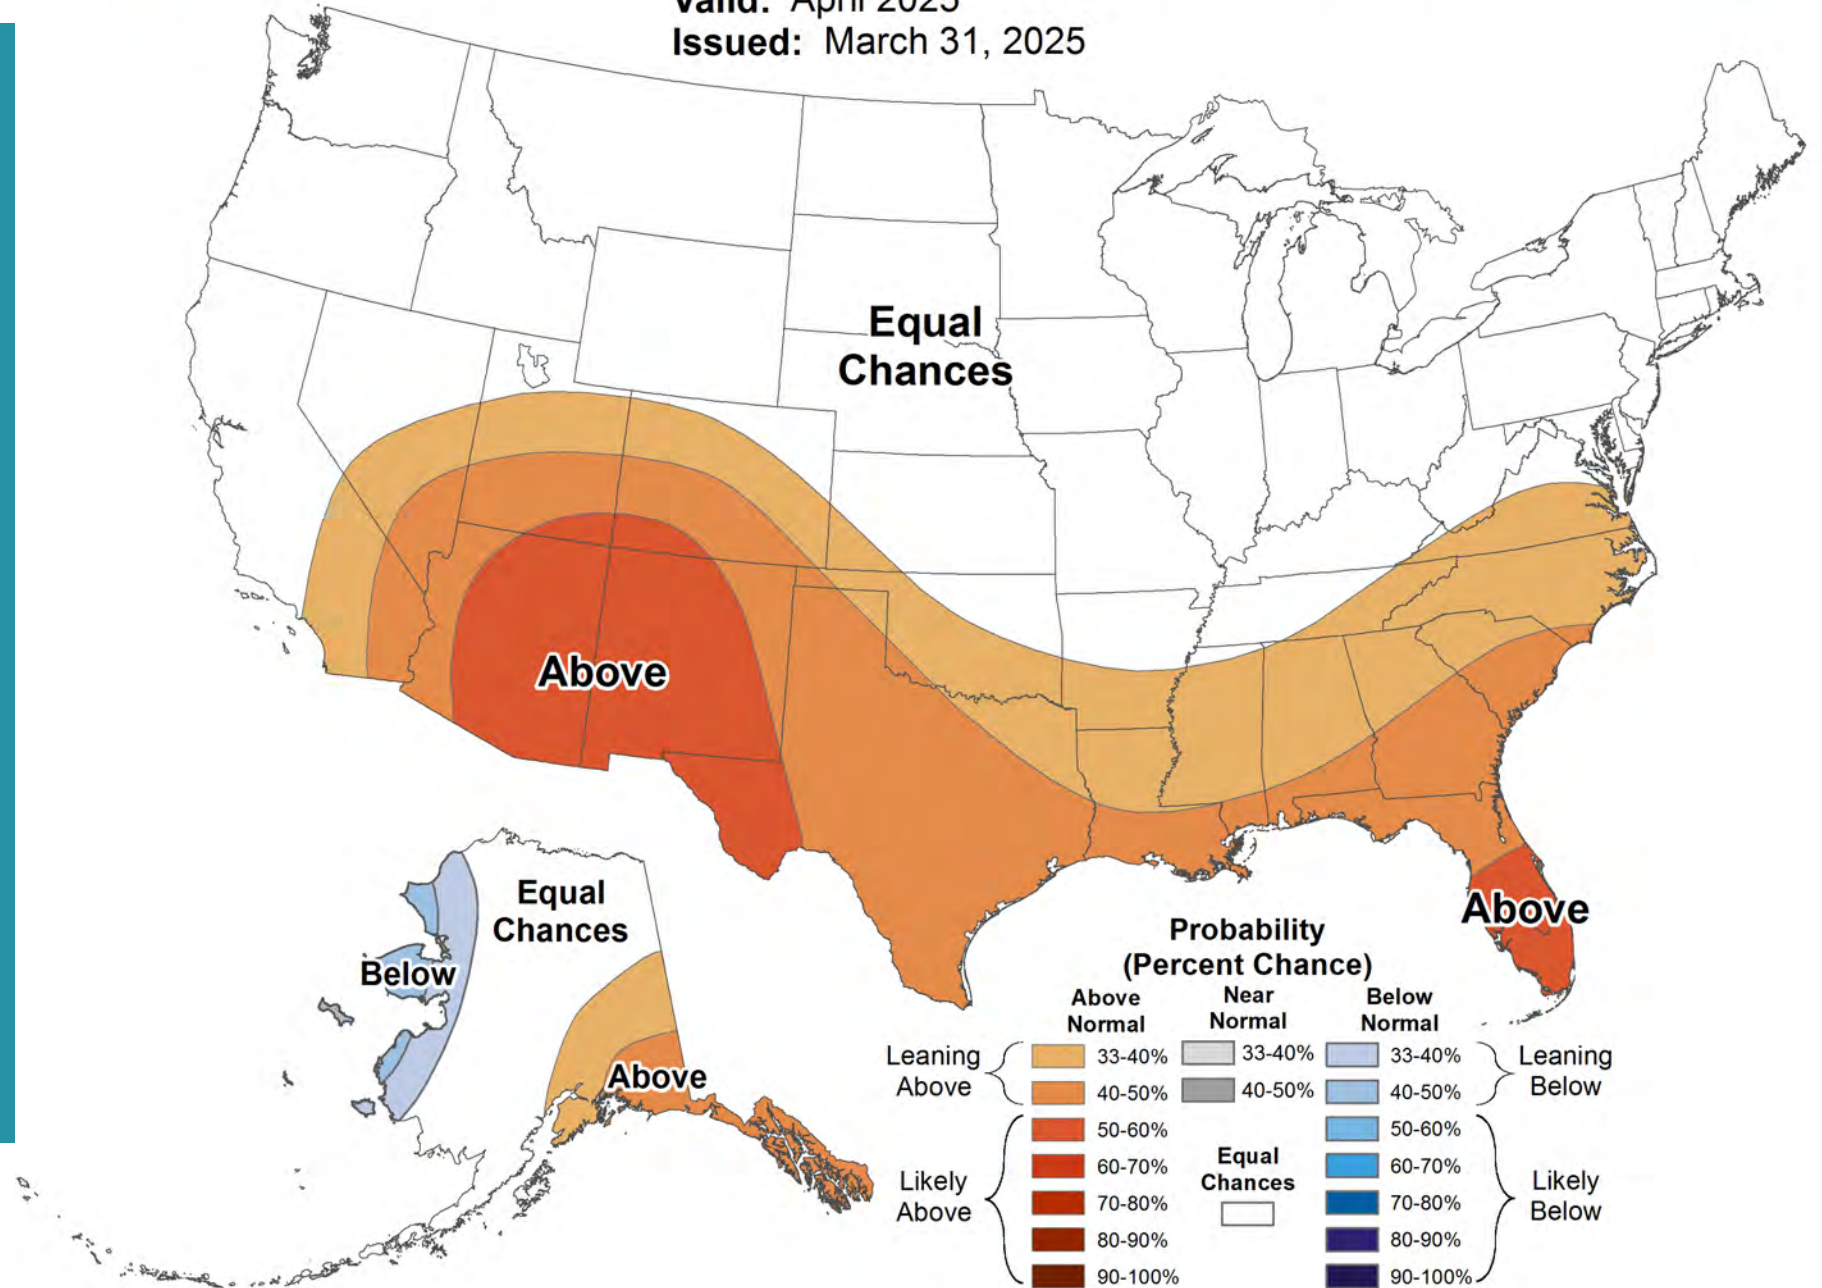 Valid: April 2025
Issued: March 31, 2025
Equal
Chances
Above
Equal
Chances
Below
Above
Above
Probability
(Percent Chance)
Above
Normal
Near
Normal
Below
Normal
Leaning
Above
33-40%
40-50%
33-40%
40-50%
33-40%
40-50%
Leaning
Below
Likely
Above
50-60%
60-70%
70-80%
80-90%
90-100%
Equal
Chances
50-60%
60-70%
70-80%
80-90%
90-100%
Likely
Below